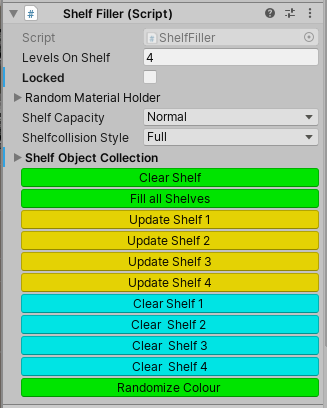 Shelf Filler (Script)
Script ShelfFiller
Levels On Shelf 4
Locked
Random Material Holder
Shelf Capacity Normal
Shelfcollision Style Full
Shelf Object Collection
Clear Shelf
Fill all Shelves
Update Shelf 1
Update Shelf 2
Update Shelf 3
Update Shelf 4
Clear Shelf 1
Clear  Shelf 2
Clear  Shelf 3
Clear  Shelf 4
Randomize Colour